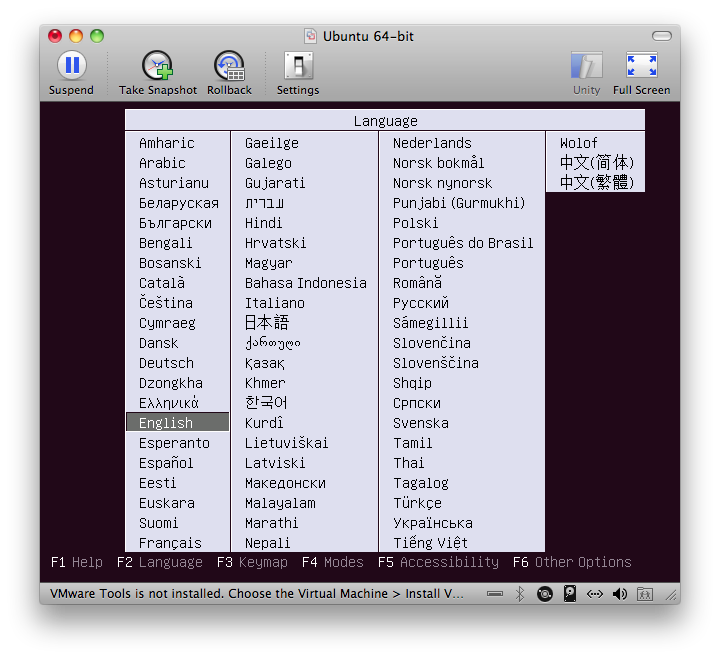 Ubuntu 64-bit
Suspend
Take Snapshot
Rollback
Settings
Unity
Full Screen
Language
Amharic
Arabic
Asturianu
Беларуская
Български
Bengali
Bosanski
Català
Čeština
Cymraeg
Dansk
Deutsch
Dzongkha
Ελληνικά
English
Esperanto
Español
Eesti
Euskara
Suomi
Français
Gaeilge
Galego
Gujarati
עברית
Hindi
Hrvatski
Magyar
Bahasa Indonesia
Italiano
日本語
ქართული
Қазақ
Khmer
한국어
Kurdî
Lietuviškai
Latviski
Македонски
Malayalam
Marathi
Nepali
Nederlands
Norsk bokmål
Norsk nynorsk
Punjabi (Gurmukhi)
Polski
Português do Brasil
Português
Română
Русский
Sámegillii
Slovenčina
Slovenščina
Shqip
Српски
Svenska
Tamil
Thai
Tagalog
Türkçe
Українська
Tiếng Việt
Wolof
中文(简体)
中文(繁體)
F1 Help F2 Language F3 Keymap F4 Modes F5 Accessibility F6 Other Options
VMware Tools is not installed. Choose the Virtual Machine > Install V...